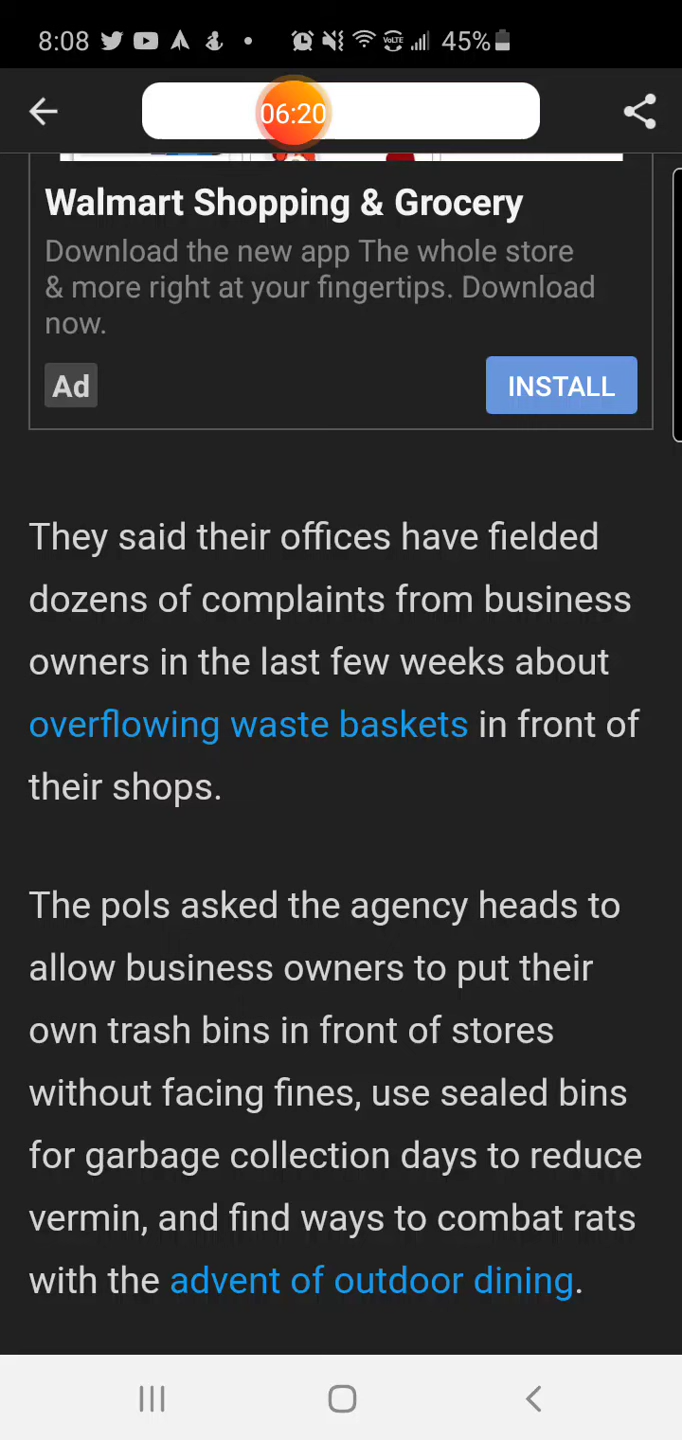 8:08 VoLTE 45%
06:20
Walmart Shopping & Grocery
Download the new app The whole store
& more right at your fingertips. Download
now.
Ad INSTALL
They said their offices have fielded
dozens of complaints from business
owners in the last few weeks about
overflowing waste baskets in front of
their shops.
The pols asked the agency heads to
allow business owners to put their
own trash bins in front of stores
without facing fines, use sealed bins
for garbage collection days to reduce
vermin, and find ways to combat rats
with the advent of outdoor dining.